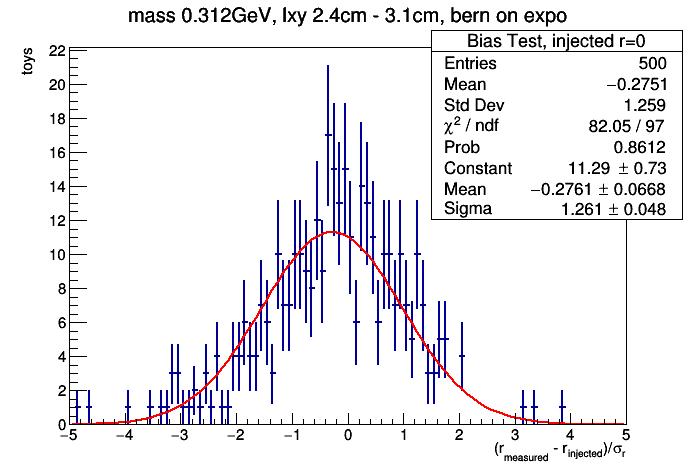 mass 0.312GeV, lxy 2.4cm - 3.1cm, bern on expo
toys
Bias Test, injected r=0
Entries 500
Mean −0.2751
Std Dev 1.259
χ² / ndf 82.05 / 97
Prob 0.8612
Constant 11.29 ± 0.73
Mean −0.2761 ± 0.0668
Sigma 1.261 ± 0.048
22
20
18
16
14
12
10
8
6
4
2
0
−5 −4 −3 −2 −1 0 1 2 3 4 5
(r_measured - r_injected)/σ_r